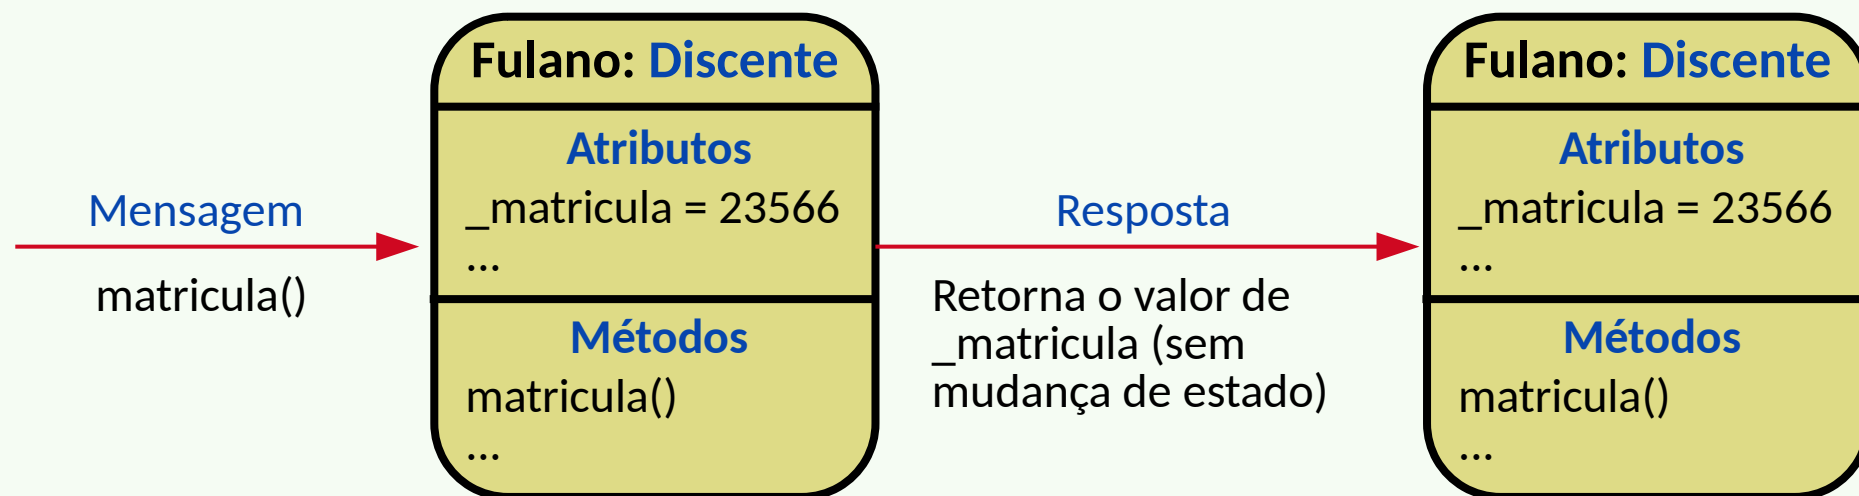 Mensagem
matricula()
Fulano: Discente
Atributos
_matricula = 23566
...
Métodos
matricula()
...
Resposta
Retorna o valor de
_matricula (sem
mudança de estado)
Fulano: Discente
Atributos
_matricula = 23566
...
Métodos
matricula()
...